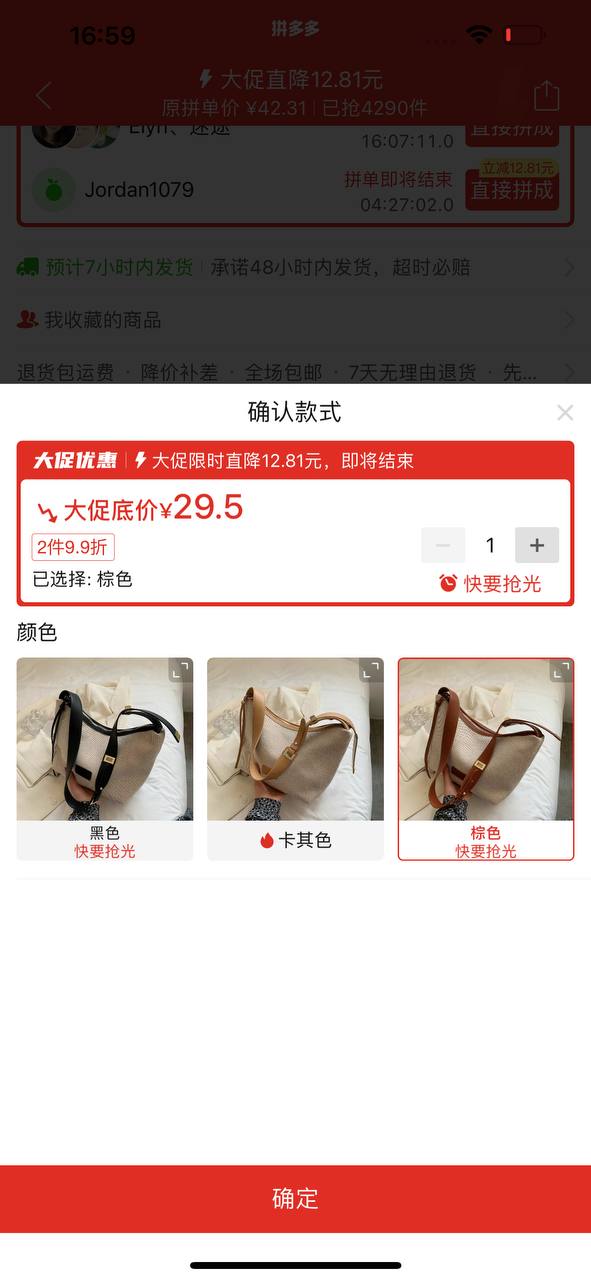 16:59
拼多多
大促直降12.81元
原拼单价 ¥42.31 | 已抢4290件
Elyn、迷途
16:07:11.0
直接拼成
Jordan1079
拼单即将结束
04:27:02.0
立减12.81元
直接拼成
预计7小时内发货 | 承诺48小时内发货，超时必赔
我收藏的商品
退货包运费 · 降价补差 · 全场包邮 · 7天无理由退货 · 先...
确认款式
大促优惠 | 大促限时直降12.81元，即将结束
大促底价¥29.5
2件9.9折
1
已选择: 棕色
快要抢光
颜色
黑色
快要抢光
卡其色
棕色
快要抢光
确定